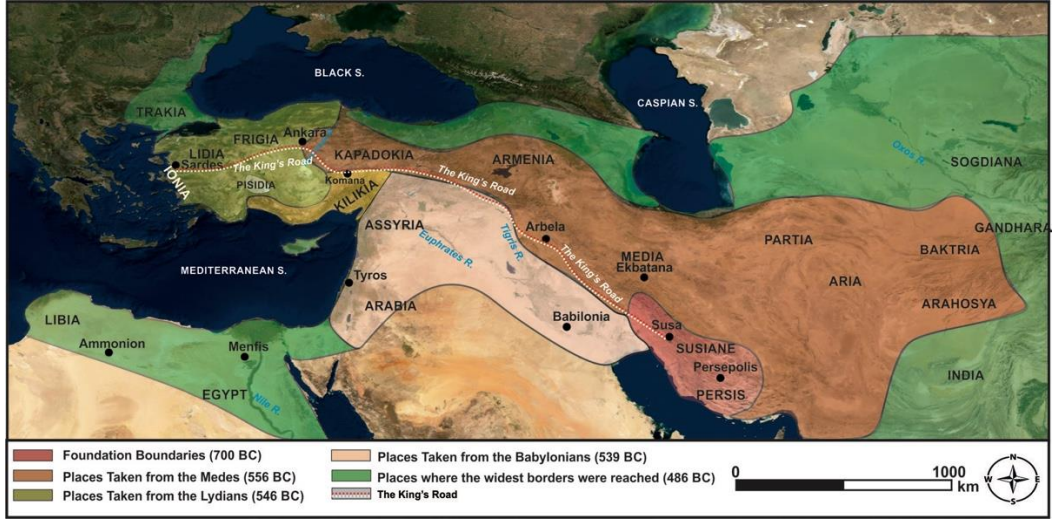 BLACK S.
CASPIAN S.
TRAKIA
FRIGIA
Ankara
LIDIA
Sardes
The King's Road
IONIA
PISIDIA
KAPADOKIA
Komana
KILIKIA
ARMENIA
The King's Road
Oxos R.
SOGDIANA
ASSYRIA
Euphrates R.
Tigris R.
Arbela
The King's Road
MEDIA
Ekbatana
PARTIA
GANDHARA
BAKTRIA
ARIA
ARAHOSYA
MEDITERRANEAN S.
Tyros
ARABIA
Babilonia
Susa
SUSIANE
Persepolis
PERSIS
INDIA
LIBIA
Ammonion
Menfis
EGYPT
Nile R.
Foundation Boundaries (700 BC)
Places Taken from the Medes (556 BC)
Places Taken from the Lydians (546 BC)
Places Taken from the Babylonians (539 BC)
Places where the widest borders were reached (486 BC)
The King's Road
0 1000
km
N
W E
S